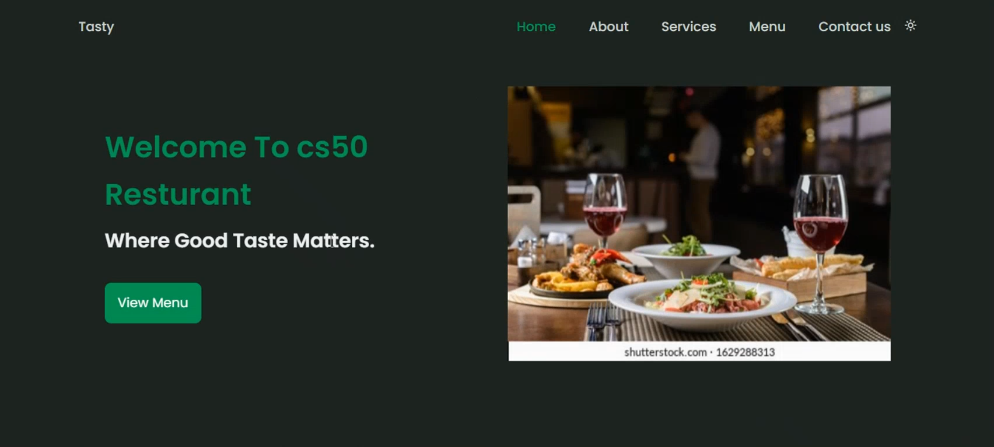 Tasty
Home About Services Menu Contact us
Welcome To cs50
Resturant
Where Good Taste Matters.
View Menu
shutterstock.com · 1629288313